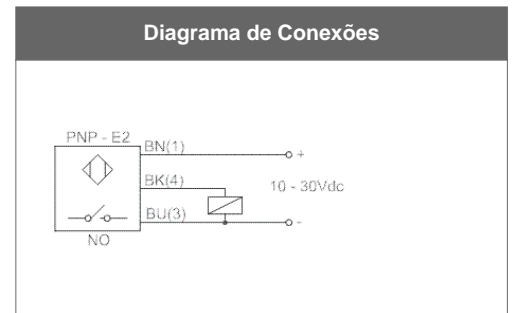 Diagrama de Conexões
PNP - E2
BN(1)
+
BK(4)
10 - 30Vdc
BU(3)
-
NO